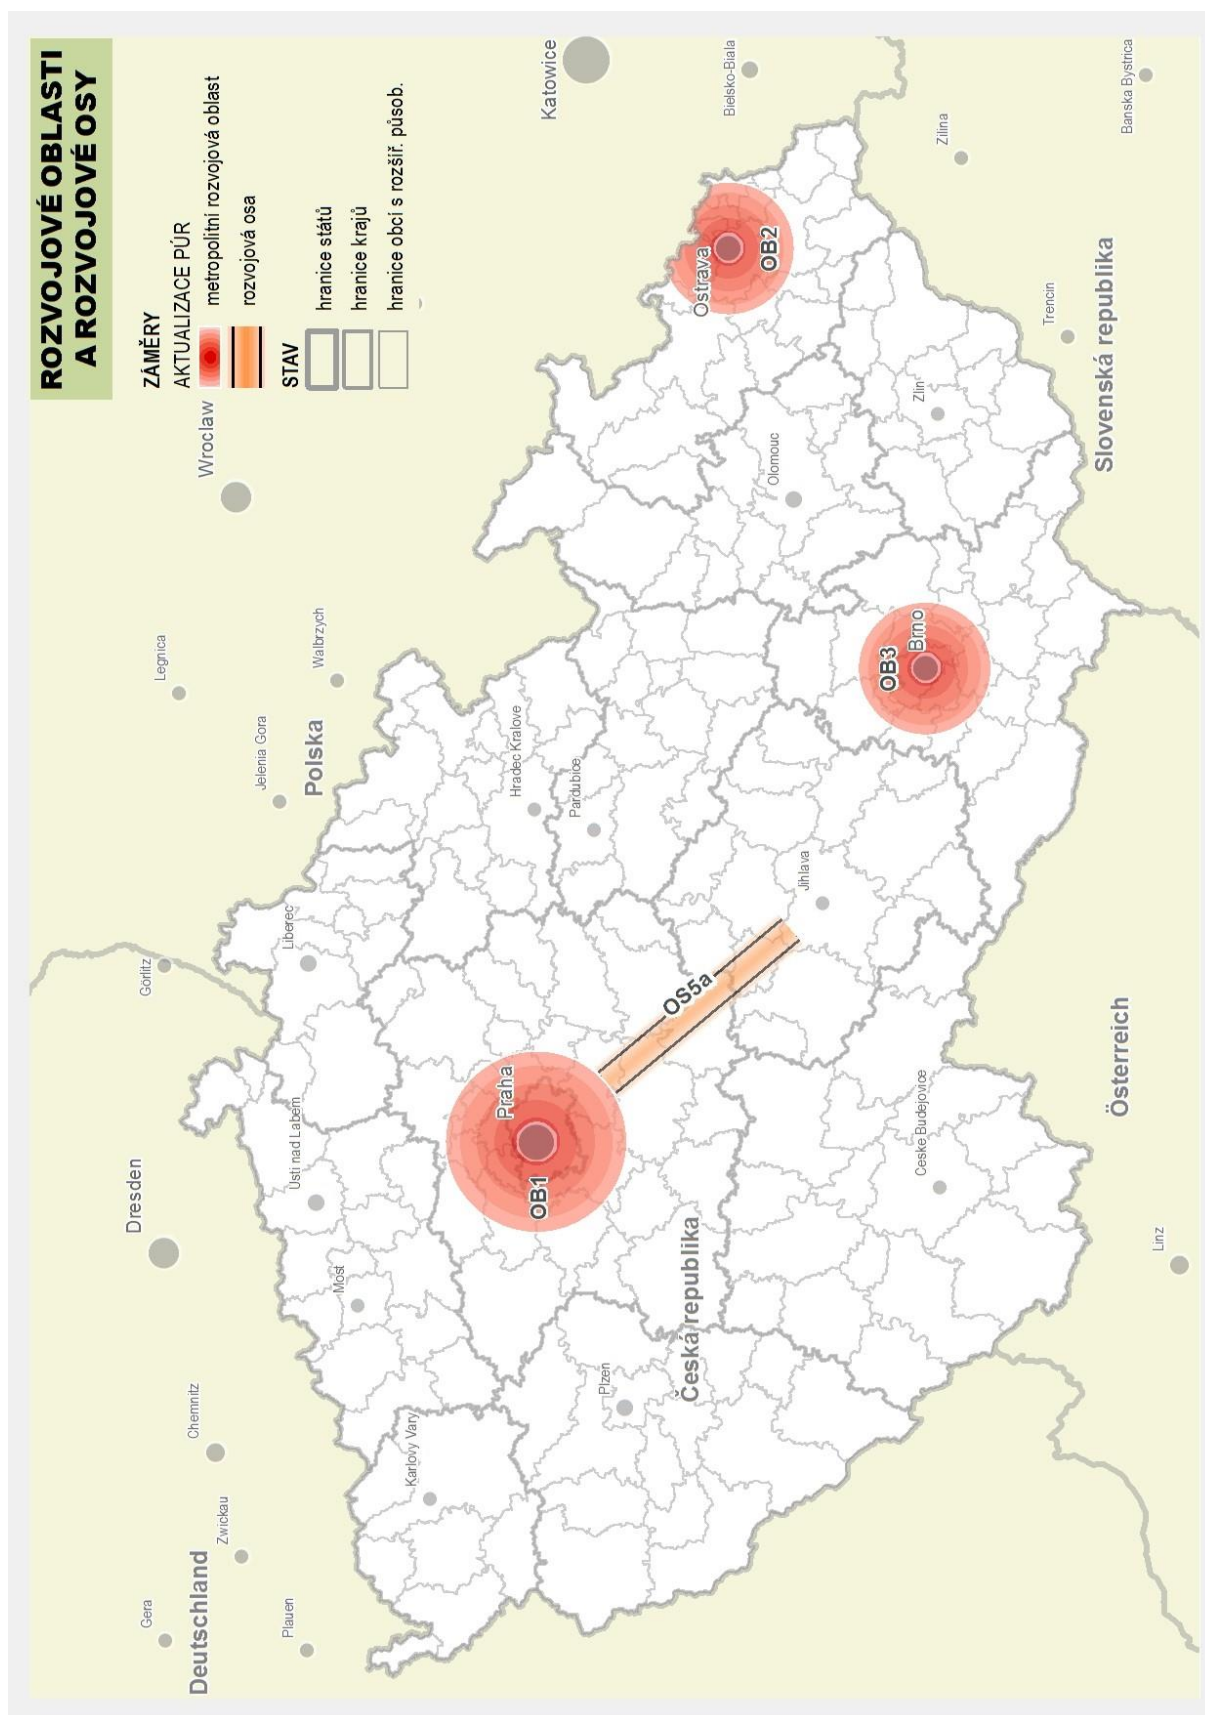 ROZVOJOVÉ OBLASTI
A ROZVOJOVÉ OSY
ZÁMĚRY
AKTUALIZACE PÚR
metropolitní rozvojová oblast
rozvojová osa
STAV
hranice států
hranice krajů
hranice obcí s rozšíř. působ.
Gera
Deutschland
Zwickau
Plauen
Chemnitz
Dresden
Görlitz
Legnica
Jelenia Gora
Walbrzych
Polska
Wroclaw
Katowice
Bielsko-Biala
Zilina
Banska Bystrica
Trencin
Slovenská republika
Karlovy Vary
Most
Usti nad Labem
Liberec
Hradec Kralove
Pardubice
Praha
OB1
Plzen
Česká republika
OS5a
Jihlava
Ceske Budejovice
Olomouc
Ostrava
OB2
Zlin
OB3
Brno
Österreich
Linz